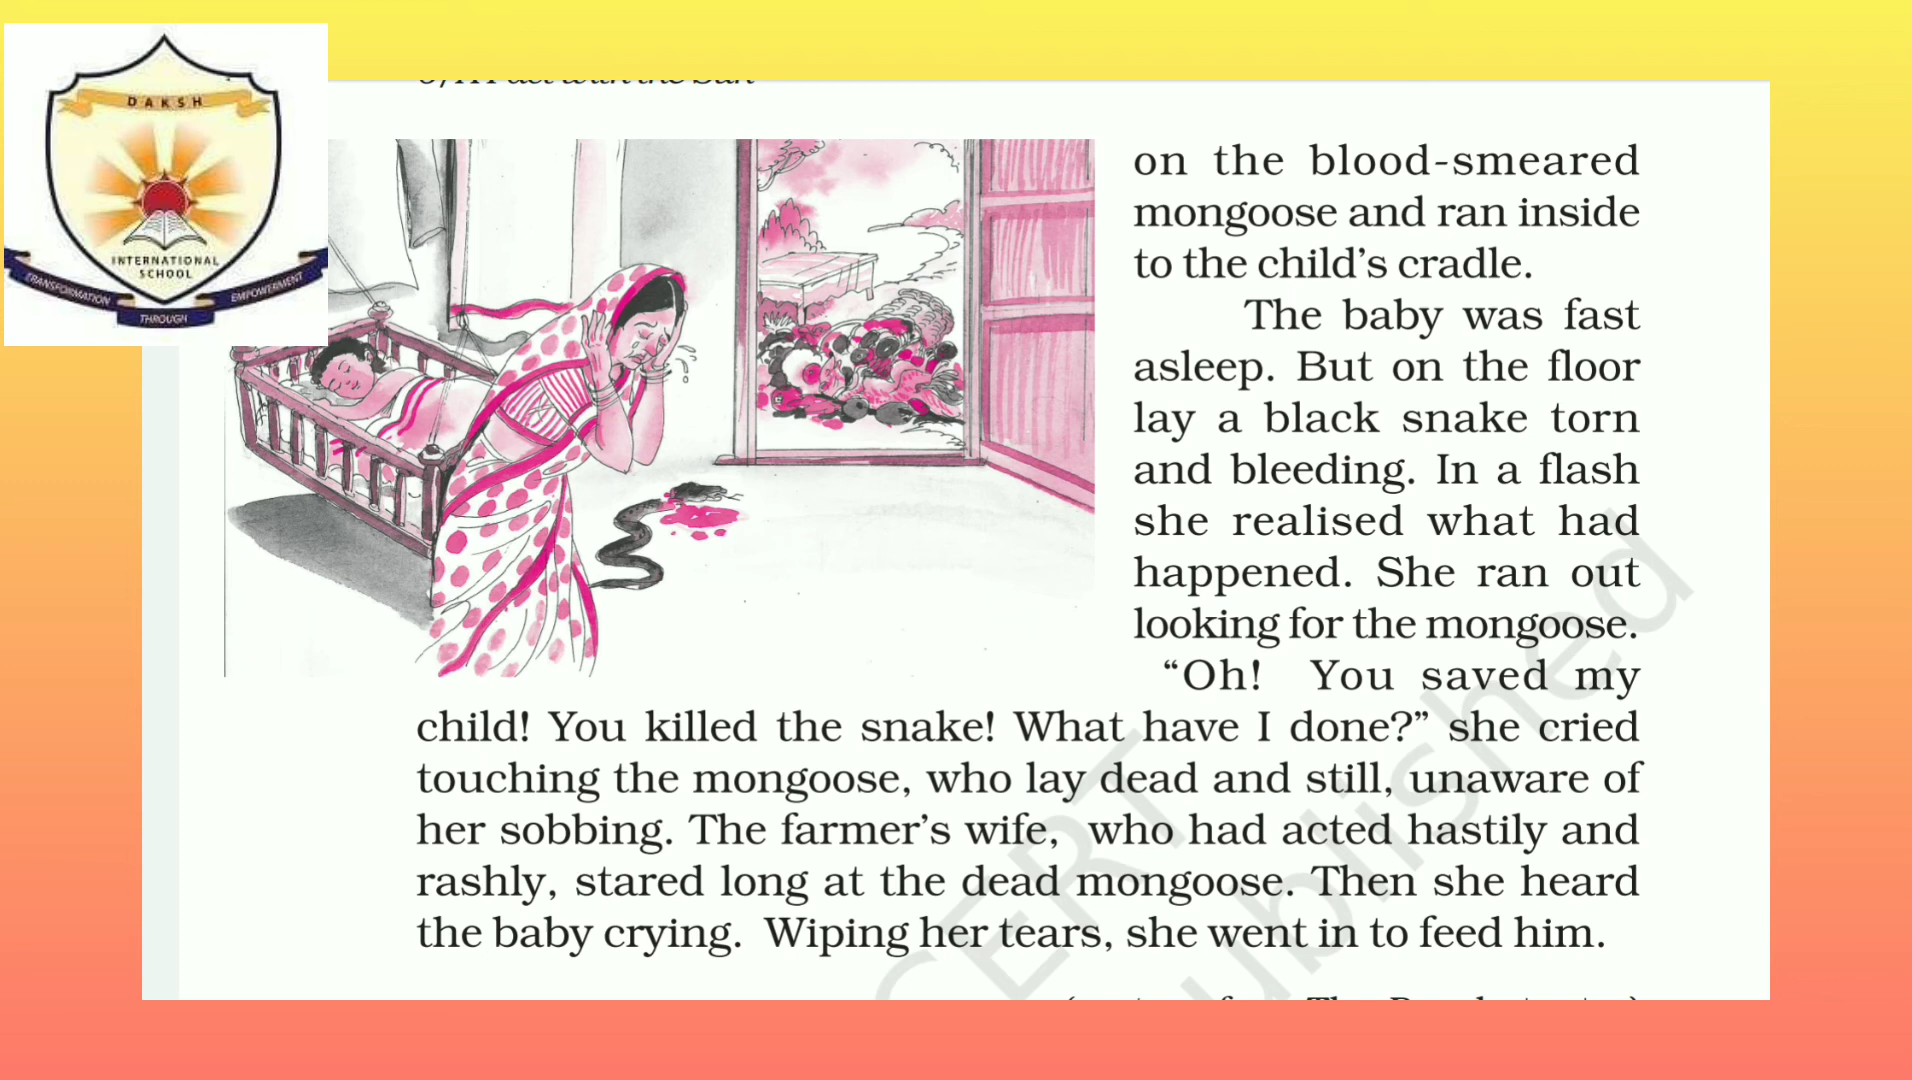 DAKSH
INTERNATIONAL
SCHOOL
TRANSFORMATION
THROUGH
EMPOWERMENT
on the blood-smeared
mongoose and ran inside
to the child’s cradle.
The baby was fast
asleep. But on the floor
lay a black snake torn
and bleeding. In a flash
she realised what had
happened. She ran out
looking for the mongoose.
“Oh! You saved my
child! You killed the snake! What have I done?” she cried
touching the mongoose, who lay dead and still, unaware of
her sobbing. The farmer’s wife, who had acted hastily and
rashly, stared long at the dead mongoose. Then she heard
the baby crying. Wiping her tears, she went in to feed him.